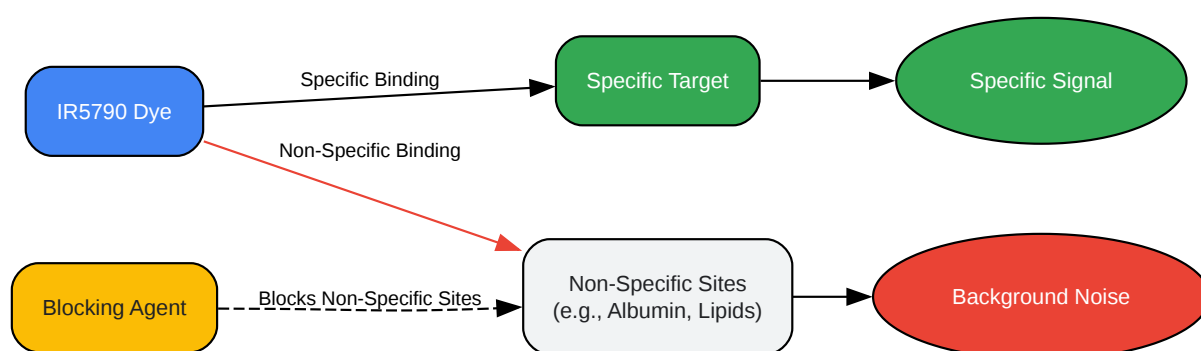 Specific Binding
Specific Target
Specific Signal
IR5790 Dye
Non-Specific Binding
Non-Specific Sites
(e.g., Albumin, Lipids)
Background Noise
Blocking Agent
Blocks Non-Specific Sites